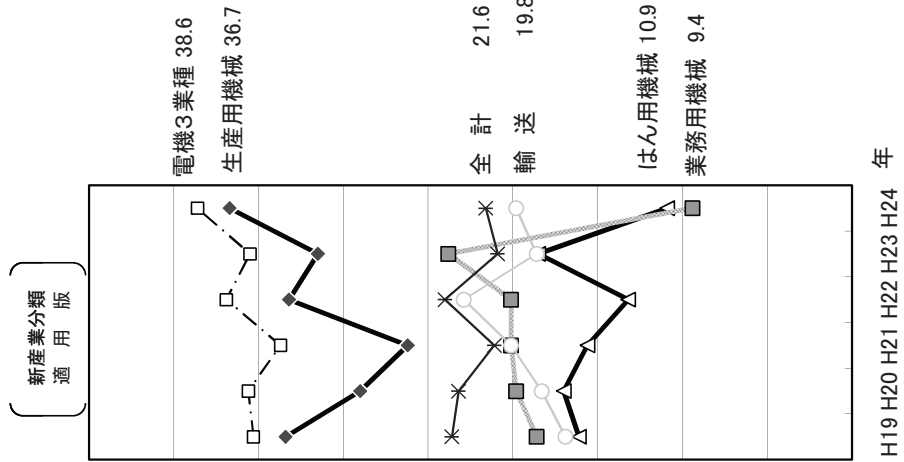 新産業分類
適用版
電機3業種 38.6
生産用機械 36.7
全計 21.6
輸送 19.8
はん用機械 10.9
業務用機械 9.4
H19 H20 H21 H22 H23 H24 年